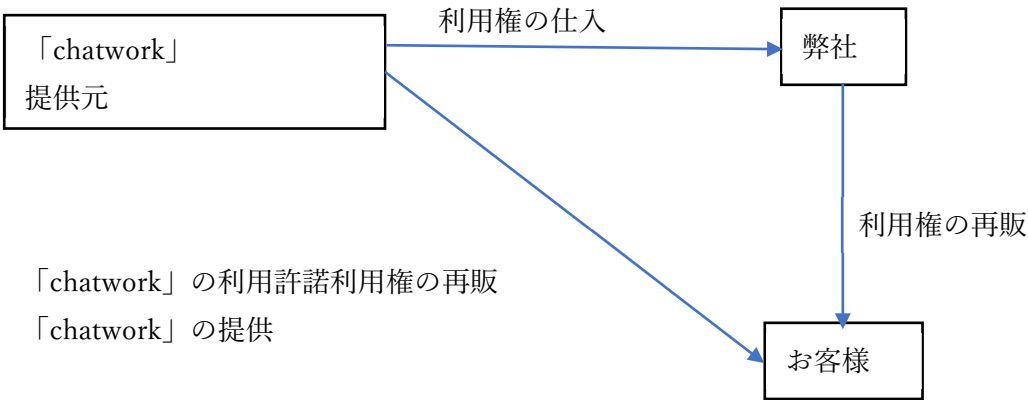 利用権の仕入
「chatwork」
提供元
弊社
利用権の再販
「chatwork」の利用許諾利用権の再販
「chatwork」の提供
お客様